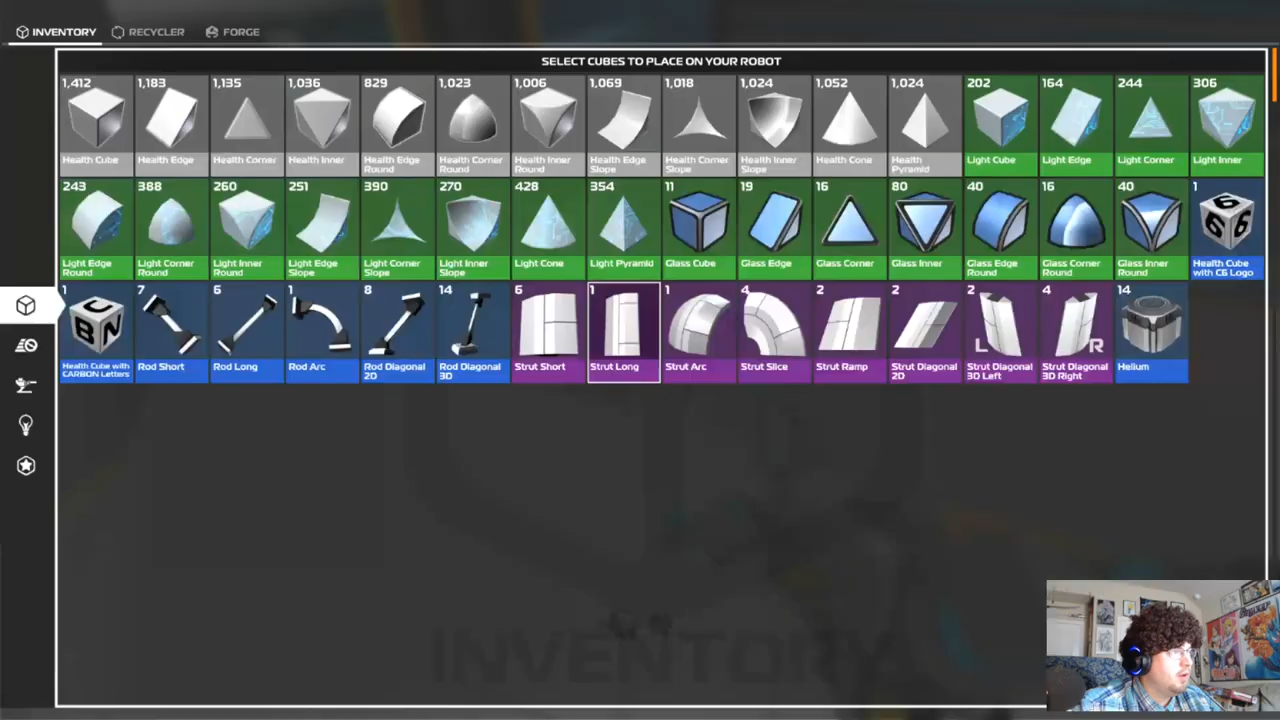 INVENTORY RECYCLER FORGE
SELECT CUBES TO PLACE ON YOUR ROBOT
1,412 1,183 1,135 1,036 829 1,023 1,006 1,069 1,018 1,024 1,052 1,024 202 164 244 306
Health Cube
Health Edge
Health Corner
Health Inner
Health Edge
Round
Health Corner
Round
Health Inner
Round
Health Edge
Slope
Health Corner
Slope
Health Inner
Slope
Health Cone
Health
Pyramid
Light Cube
Light Edge
Light Corner
Light Inner
243 388 260 251 390 270 428 354 11 19 16 80 40 16 40 1
6
6 6
Light Edge
Round
Light Corner
Round
Light Inner
Round
Light Edge
Slope
Light Corner
Slope
Light Inner
Slope
Light Cone
Light Pyramid
Glass Cube
Glass Edge
Glass Corner
Glass Inner
Glass Edge
Round
Glass Corner
Round
Glass Inner
Round
Health Cube
with C6 Logo
1 7 6 1 8 14 6 1 1 4 2 2 2 4 14
C
B N
L R
Health Cube with
CARBON Letters
Rod Short
Rod Long
Rod Arc
Rod Diagonal
2D
Rod Diagonal
3D
Strut Short
Strut Long
Strut Arc
Strut Slice
Strut Ramp
Strut Diagonal
2D
Strut Diagonal
3D Left
Strut Diagonal
3D Right
Helium
INVENTORY